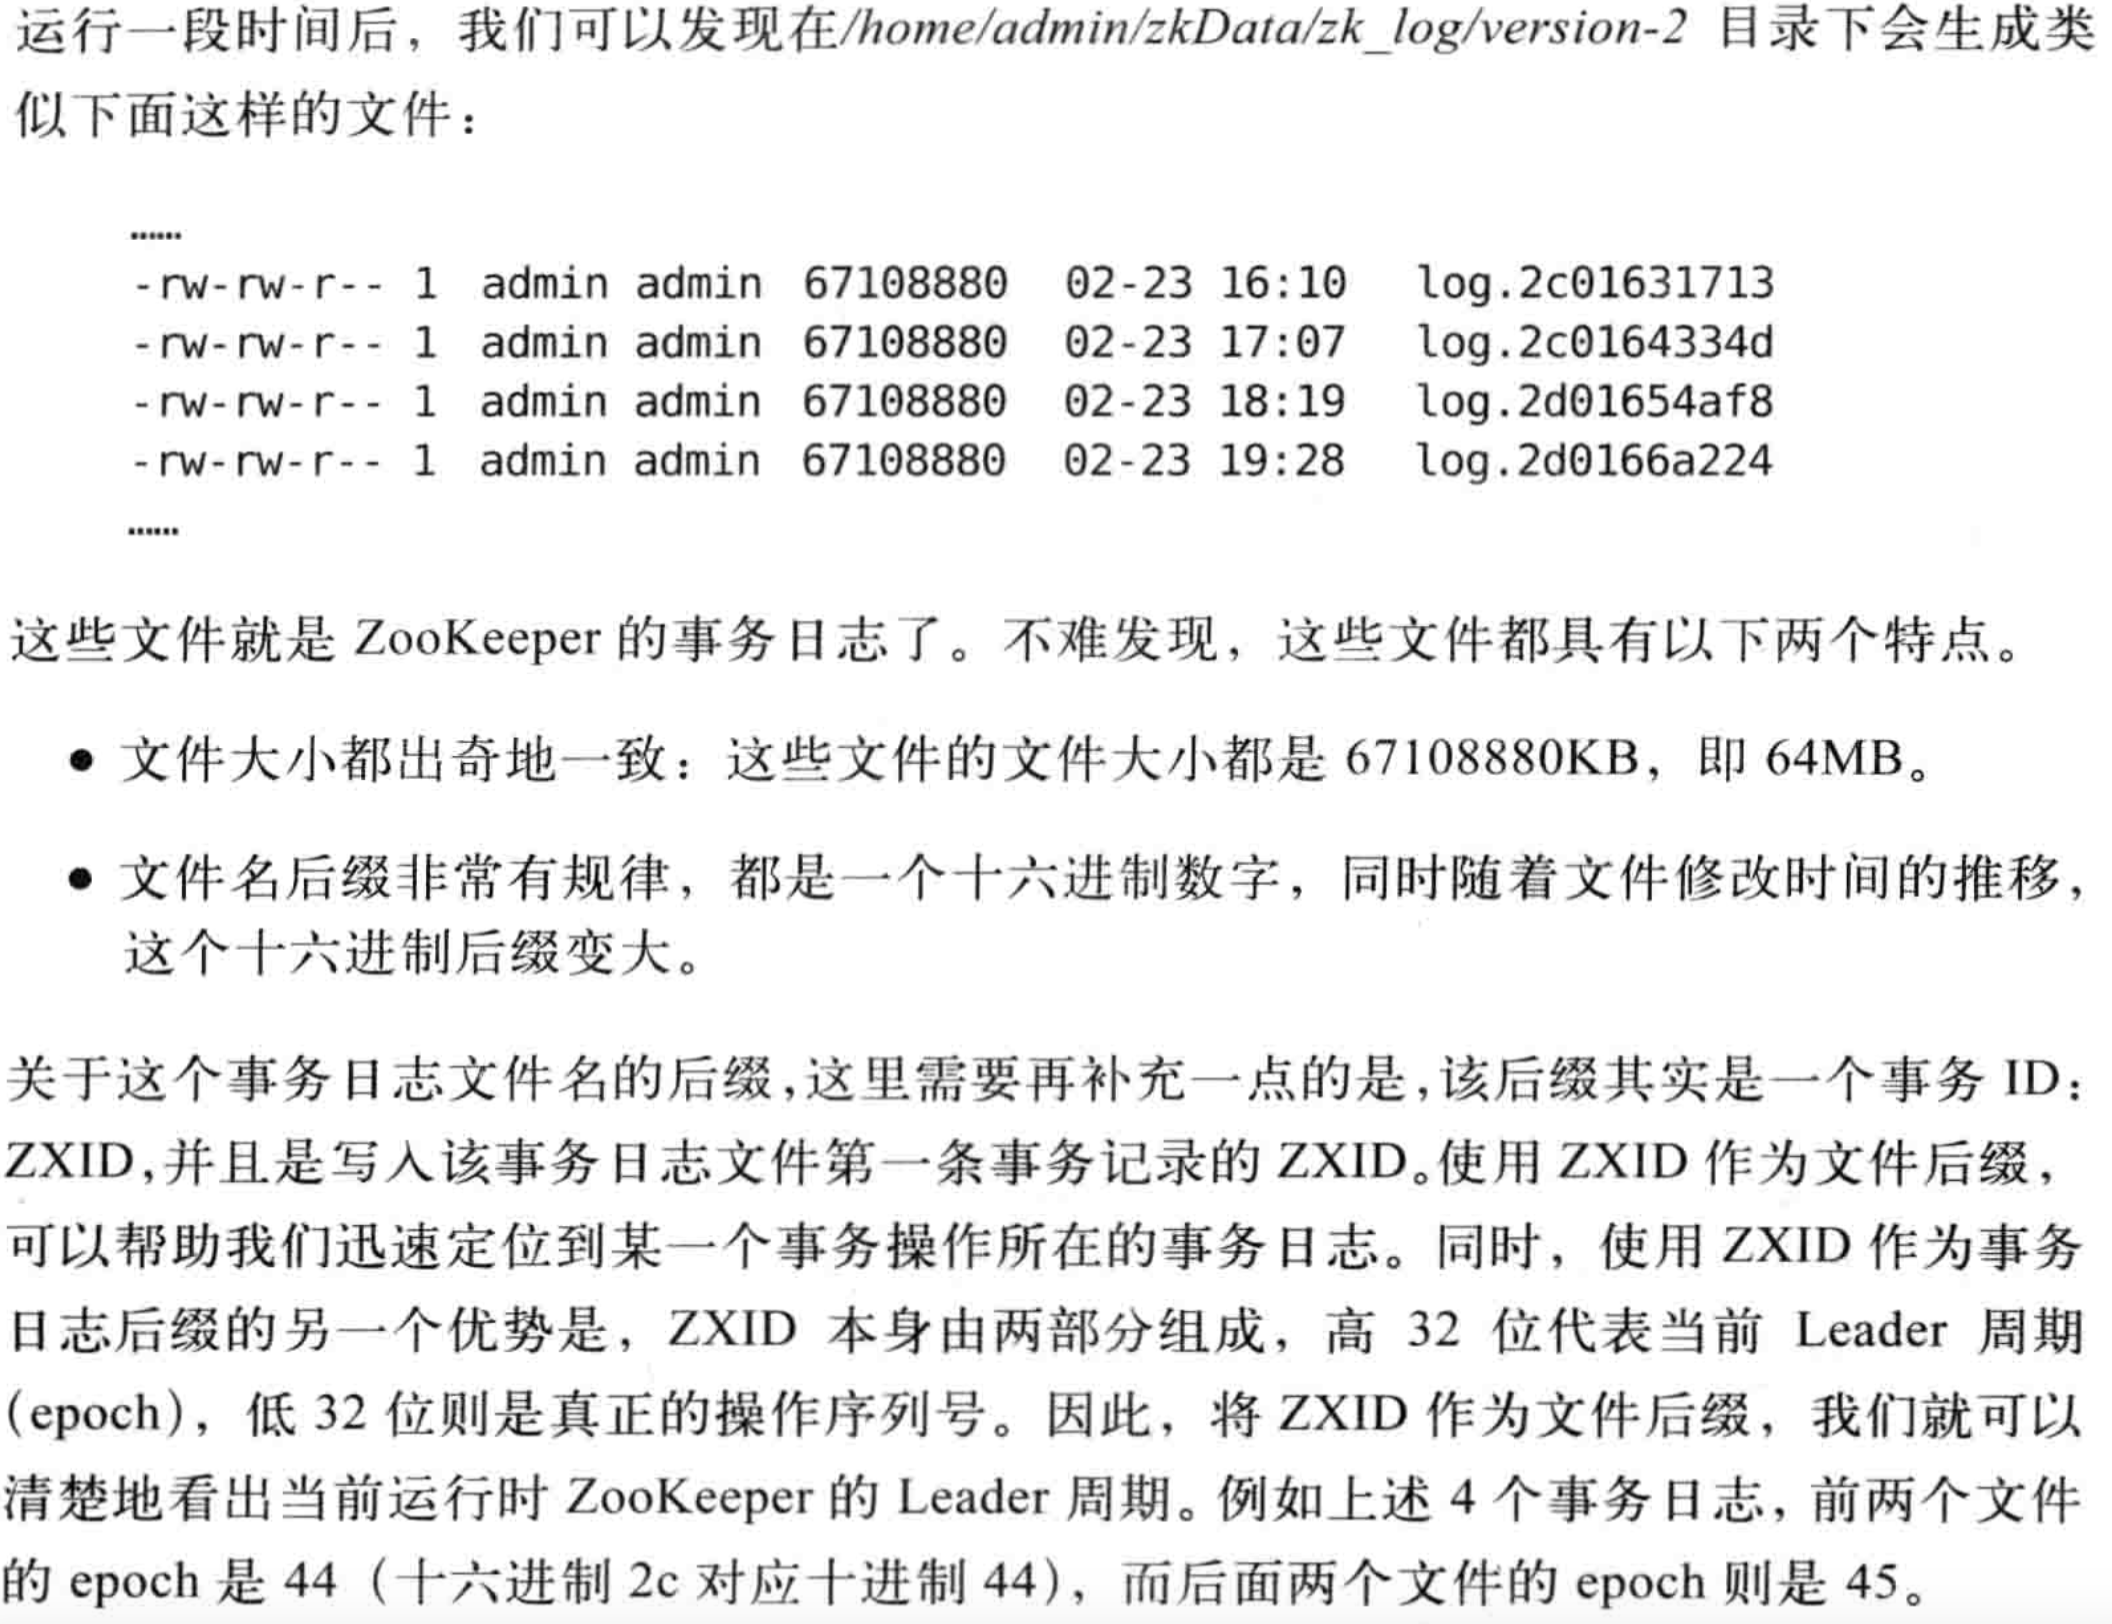 运行一段时间后，我们可以发现在/home/admin/zkData/zk_log/version-2 目录下会生成类
似下面这样的文件：
……
-rw-rw-r-- 1 admin admin 67108880 02-23 16:10 log.2c01631713
-rw-rw-r-- 1 admin admin 67108880 02-23 17:07 log.2c0164334d
-rw-rw-r-- 1 admin admin 67108880 02-23 18:19 log.2d01654af8
-rw-rw-r-- 1 admin admin 67108880 02-23 19:28 log.2d0166a224
……
这些文件就是 ZooKeeper 的事务日志了。不难发现，这些文件都具有以下两个特点。
● 文件大小都出奇地一致：这些文件的文件大小都是 67108880KB，即 64MB。
● 文件名后缀非常有规律，都是一个十六进制数字，同时随着文件修改时间的推移，
这个十六进制后缀变大。
关于这个事务日志文件名的后缀，这里需要再补充一点的是，该后缀其实是一个事务 ID：
ZXID，并且是写入该事务日志文件第一条事务记录的 ZXID。使用 ZXID 作为文件后缀，
可以帮助我们迅速定位到某一个事务操作所在的事务日志。同时，使用 ZXID 作为事务
日志后缀的另一个优势是，ZXID 本身由两部分组成，高 32 位代表当前 Leader 周期
（epoch），低 32 位则是真正的操作序列号。因此，将 ZXID 作为文件后缀，我们就可以
清楚地看出当前运行时 ZooKeeper 的 Leader 周期。例如上述 4 个事务日志，前两个文件
的 epoch 是 44（十六进制 2c 对应十进制 44），而后面两个文件的 epoch 则是 45。